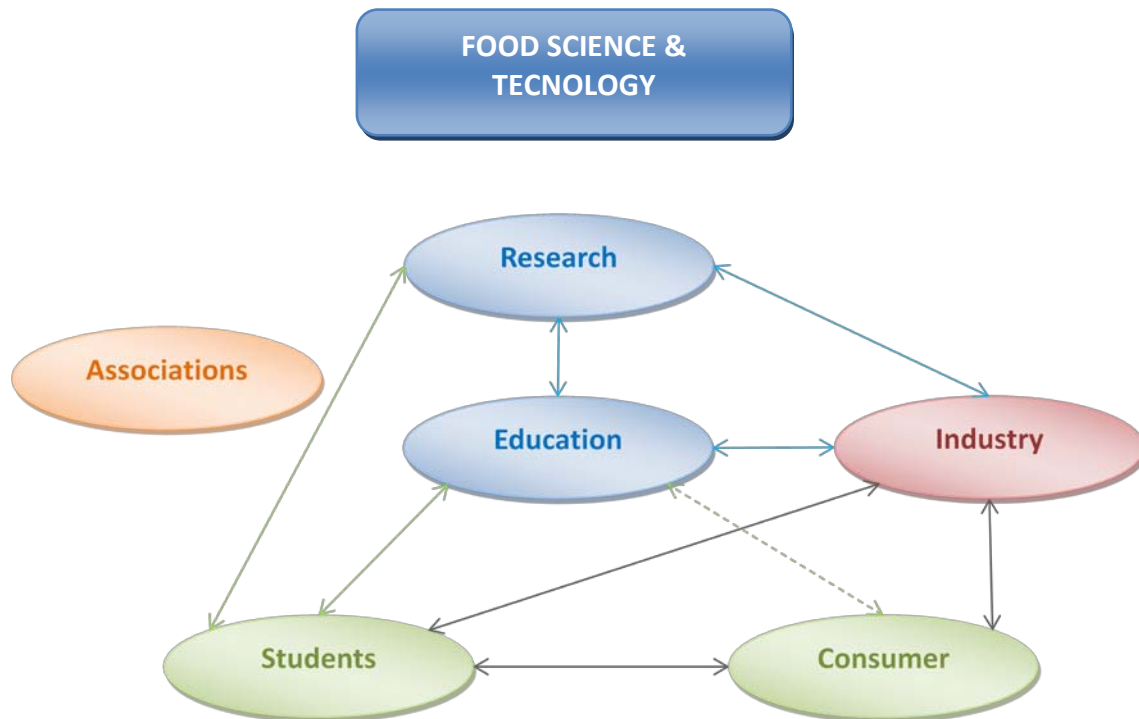 FOOD SCIENCE &
TECNOLOGY
Research
Associations
Education
Industry
Students
Consumer